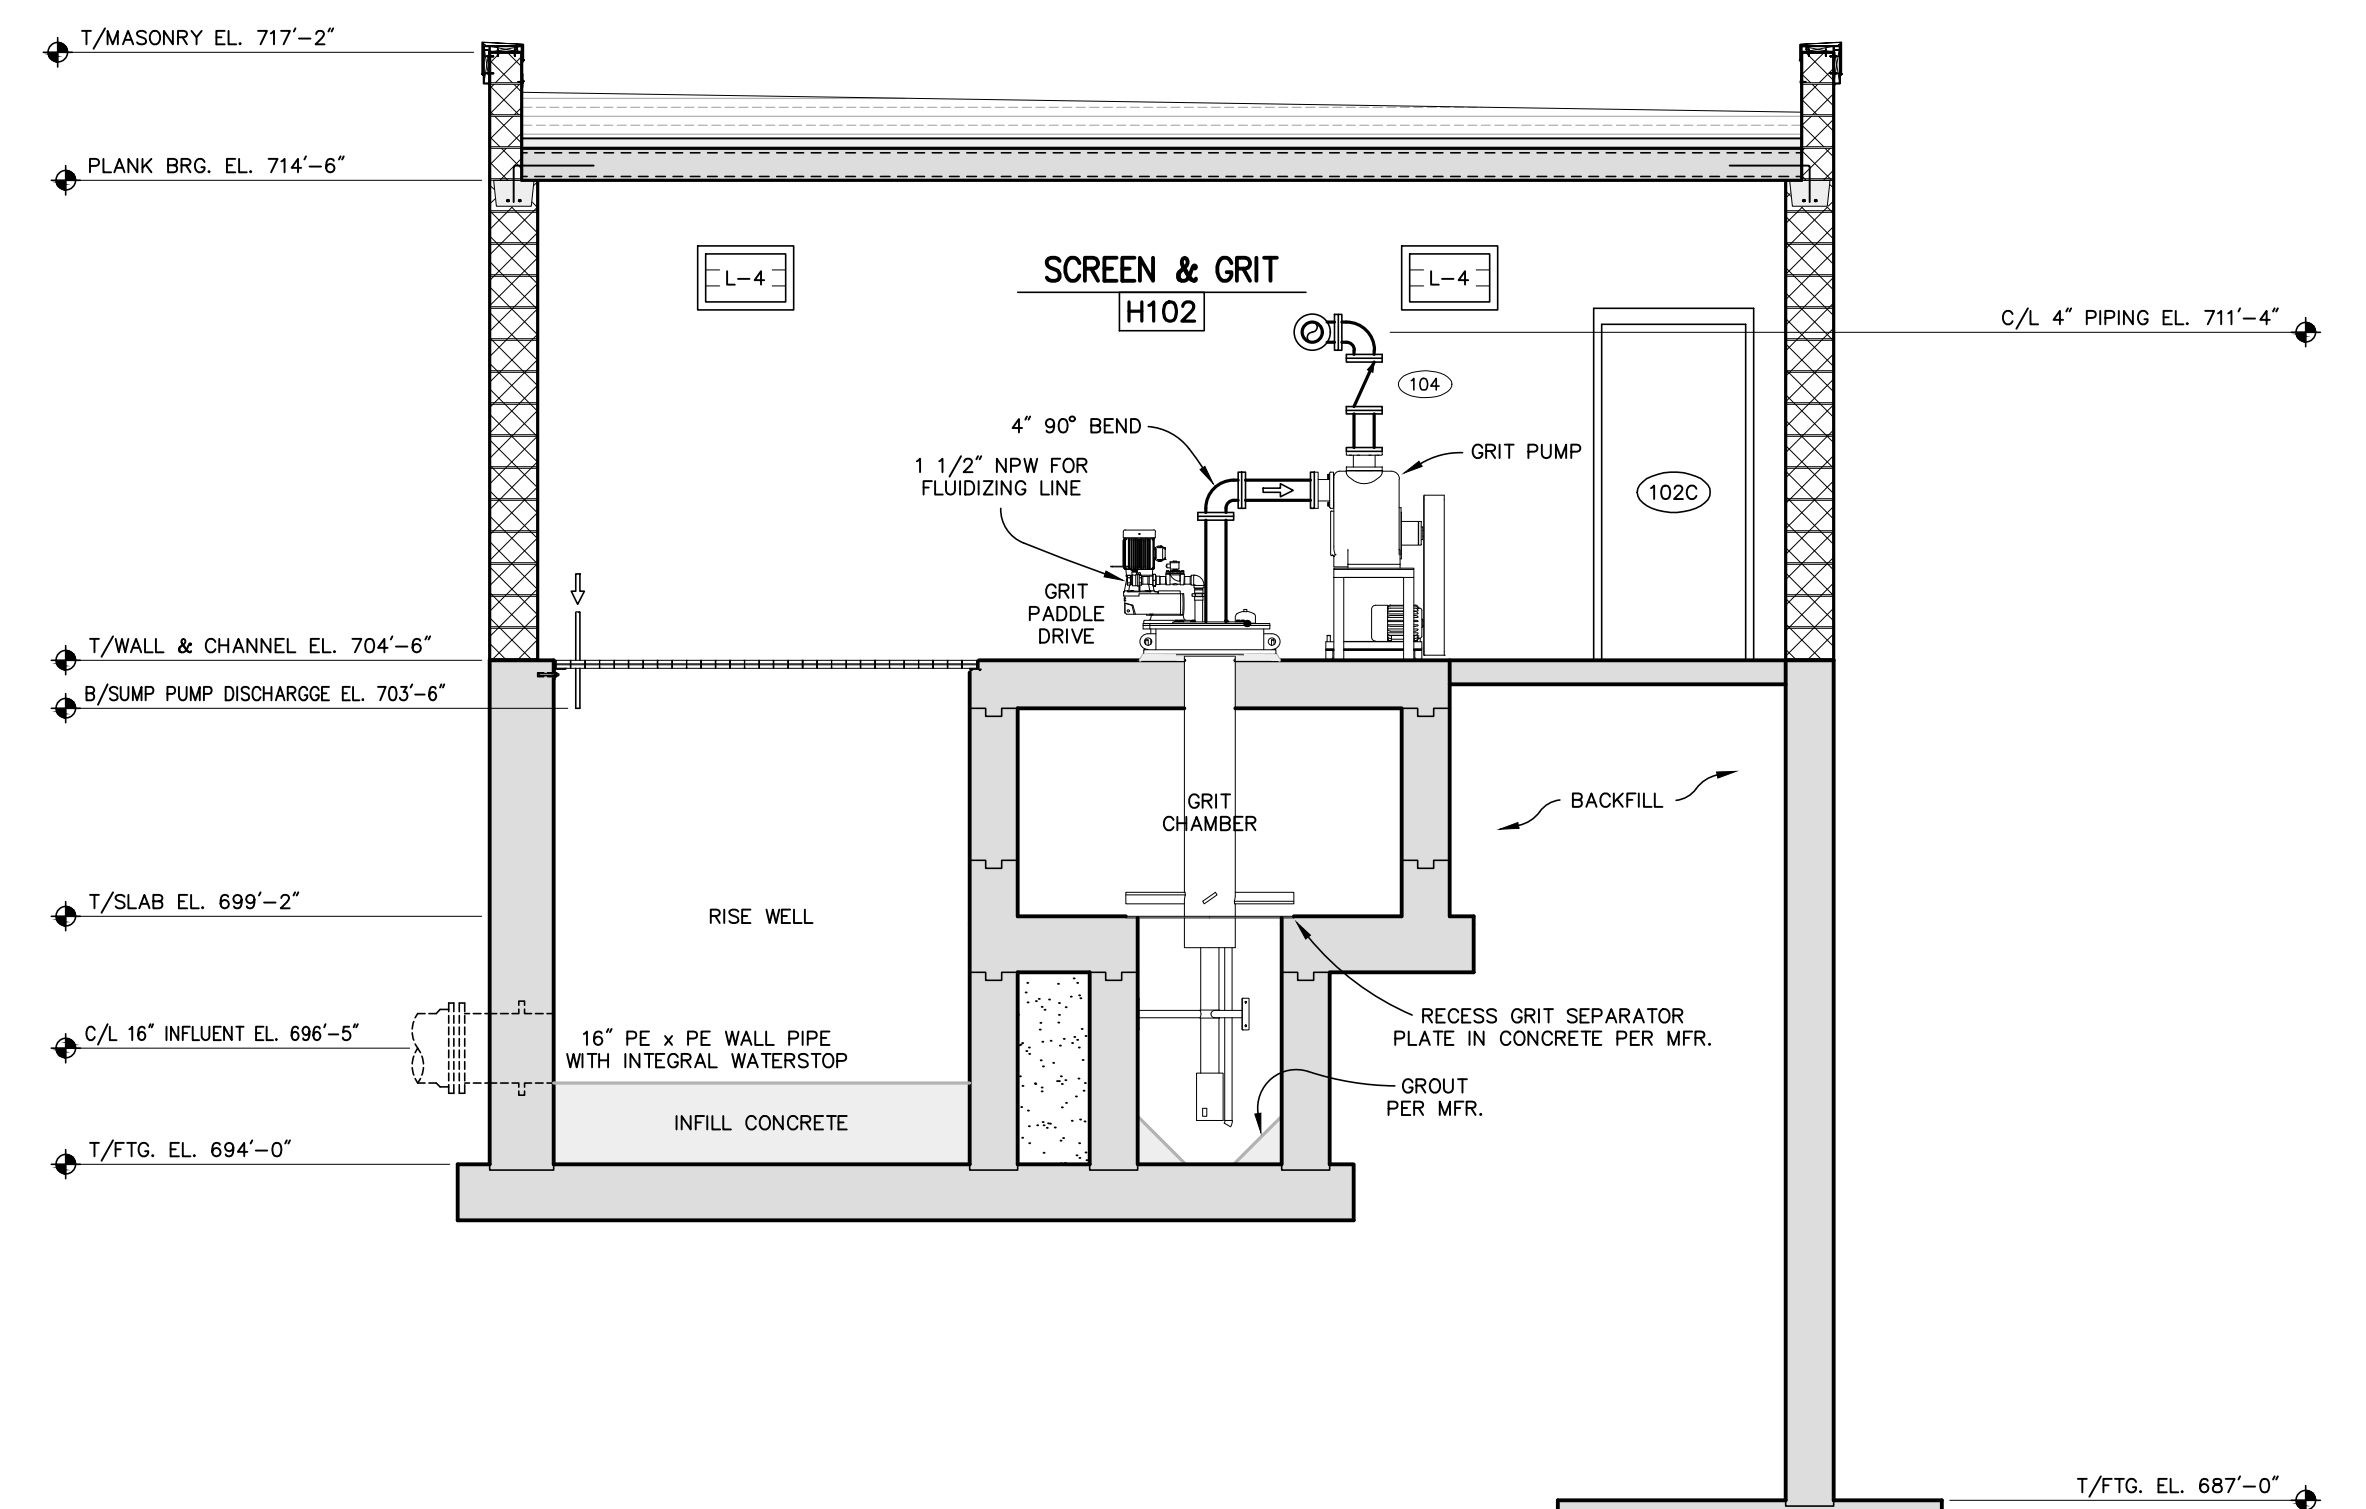 T/MASONRY EL. 717'-2"
PLANK BRG. EL. 714'-6"
L-4
SCREEN & GRIT
H102
L-4
C/L 4" PIPING EL. 711'-4"
104
4" 90° BEND
GRIT PUMP
1 1/2" NPW FOR
FLUIDIZING LINE
102C
GRIT
PADDLE
DRIVE
T/WALL & CHANNEL EL. 704'-6"
B/SUMP PUMP DISCHARGGE EL. 703'-6"
GRIT
CHAMBER
BACKFILL
T/SLAB EL. 699'-2"
RISE WELL
RECESS GRIT SEPARATOR
PLATE IN CONCRETE PER MFR.
C/L 16" INFLUENT EL. 696'-5"
16" PE x PE WALL PIPE
WITH INTEGRAL WATERSTOP
GROUT
PER MFR.
INFILL CONCRETE
T/FTG. EL. 694'-0"
T/FTG. EL. 687'-0"